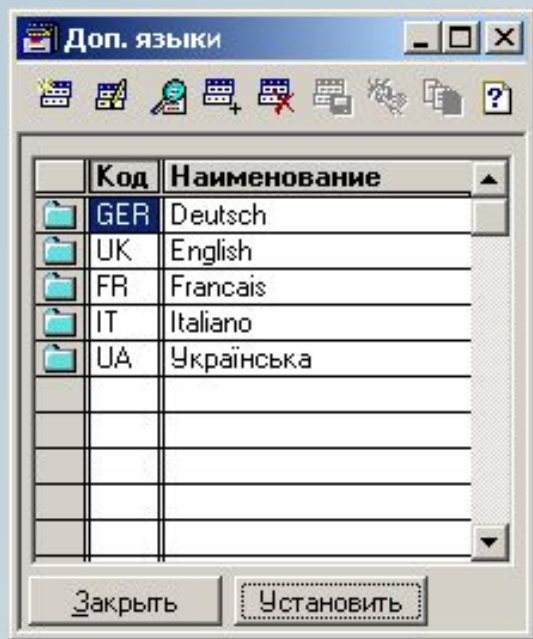 Доп. языки
Код Наименование
GER Deutsch
UK English
FR Francais
IT Italiano
UA Українська
Закрыть Установить